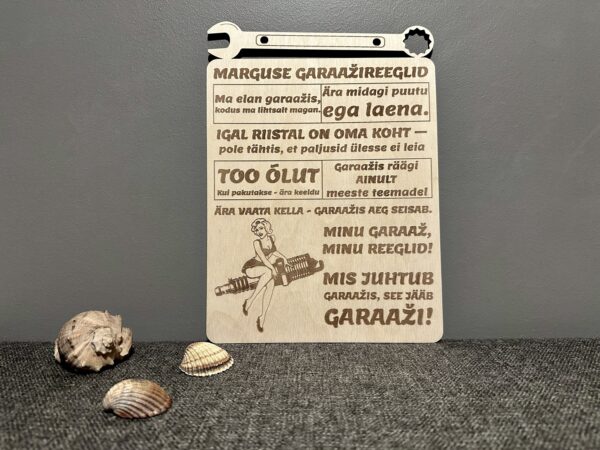 MARGUSE GARAAŽIREEGLID
Ma elan garaažis,
kodus ma lihtsalt magan.
Ära midagi puutu
ega laena.
IGAL RIISTAL ON OMA KOHT —
pole tähtis, et paljusid ülesse ei leia
TOO ÕLUT
Kui pakutakse - ära keeldu
Garaažis räägi
AINULT
meeste teemadel
ÄRA VAATA KELLA - GARAAŽIS AEG SEISAB.
MINU GARAAŽ,
MINU REEGLID!
MIS JUHTUB
GARAAŽIS, SEE JÄÄB
GARAAŽI!